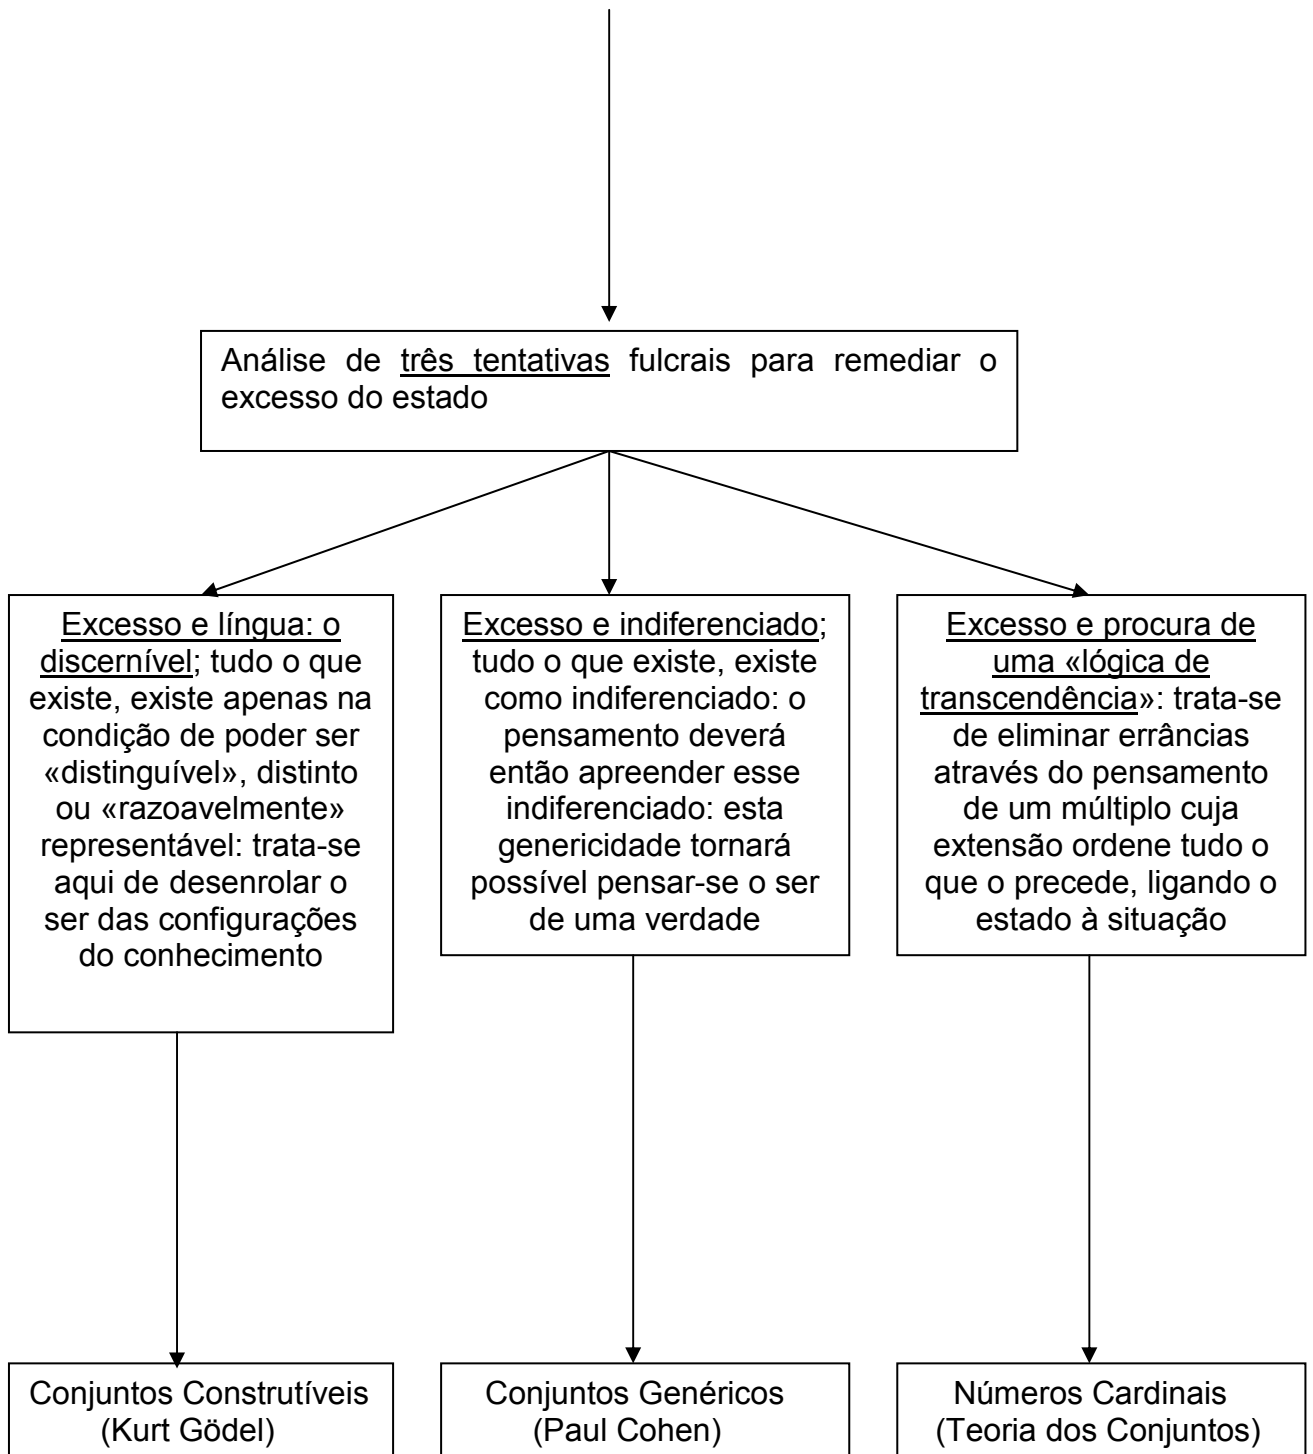 Análise de três tentativas fulcrais para remediar o
excesso do estado
Excesso e língua: o
discernível; tudo o que
existe, existe apenas na
condição de poder ser
«distinguível», distinto
ou «razoavelmente»
representável: trata-se
aqui de desenrolar o
ser das configurações
do conhecimento
Excesso e indiferenciado;
tudo o que existe, existe
como indiferenciado: o
pensamento deverá
então apreender esse
indiferenciado: esta
genericidade tornará
possível pensar-se o ser
de uma verdade
Excesso e procura de
uma «lógica de
transcendência»: trata-se
de eliminar errâncias
através do pensamento
de um múltiplo cuja
extensão ordene tudo o
que o precede, ligando o
estado à situação
Conjuntos Construtíveis
(Kurt Gödel)
Conjuntos Genéricos
(Paul Cohen)
Números Cardinais
(Teoria dos Conjuntos)